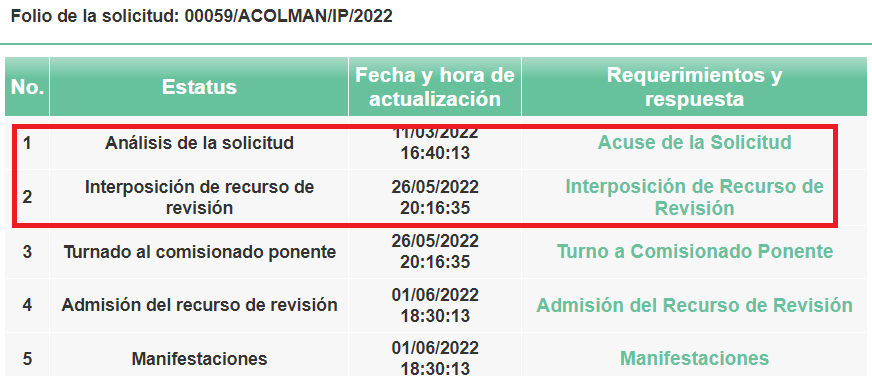 Folio de la solicitud: 00059/ACOLMAN/IP/2022
No. Estatus Fecha y hora de actualización Requerimientos y respuesta
1 Análisis de la solicitud 11/03/2022 16:40:13 Acuse de la Solicitud
2 Interposición de recurso de revisión 26/05/2022 20:16:35 Interposición de Recurso de Revisión
3 Turnado al comisionado ponente 26/05/2022 20:16:35 Turno a Comisionado Ponente
4 Admisión del recurso de revisión 01/06/2022 18:30:13 Admisión del Recurso de Revisión
5 Manifestaciones 01/06/2022 18:30:13 Manifestaciones